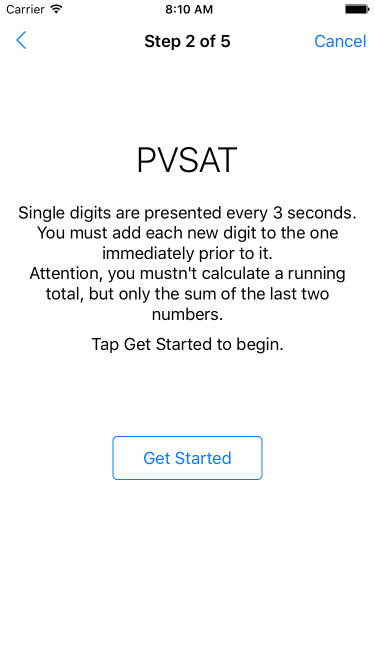 Carrier 8:10 AM
Step 2 of 5 Cancel
PVSAT
Single digits are presented every 3 seconds.
You must add each new digit to the one
immediately prior to it.
Attention, you mustn't calculate a running
total, but only the sum of the last two
numbers.
Tap Get Started to begin.
Get Started